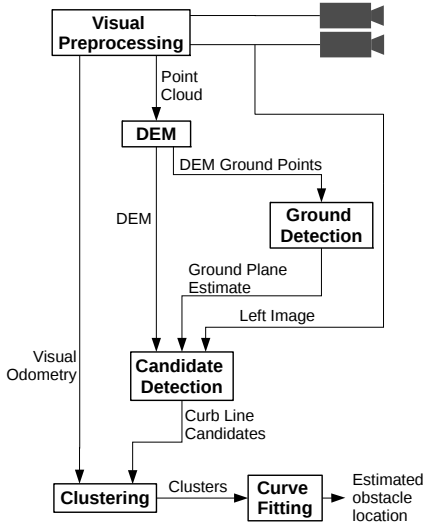 Visual
Preprocessing
Point
Cloud
DEM
DEM Ground Points
DEM
Ground
Detection
Ground Plane
Estimate
Left Image
Visual
Odometry
Candidate
Detection
Curb Line
Candidates
Clustering
Clusters
Curve
Fitting
Estimated
obstacle
location